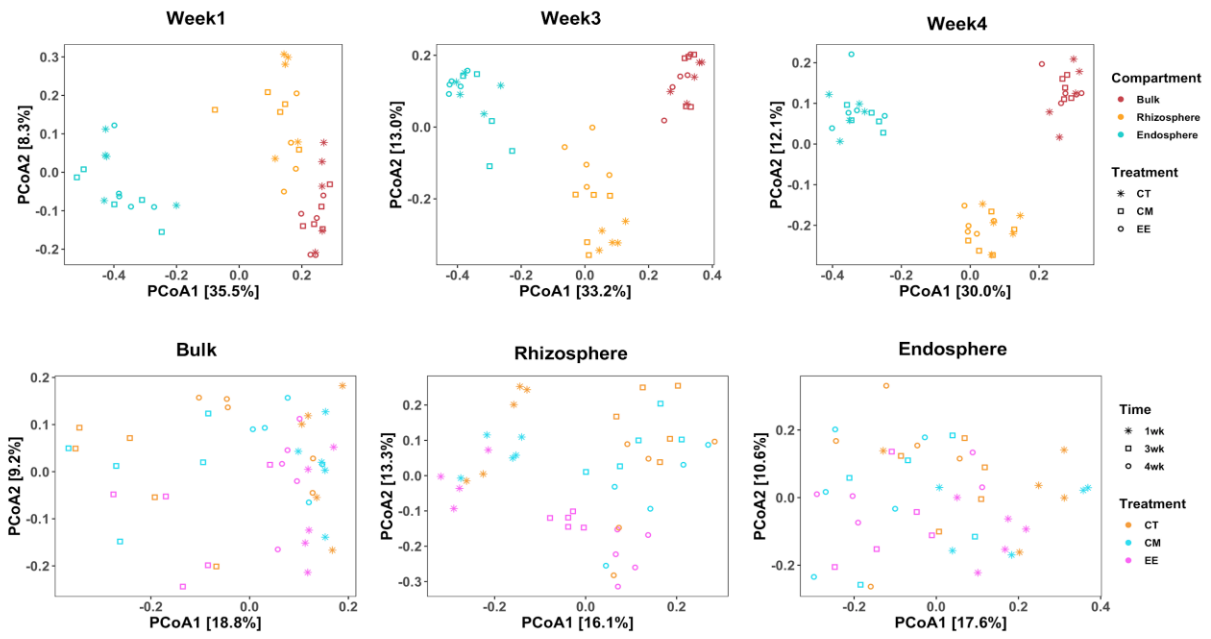 Week1
Week3
Week4
PCoA2 [8.3%]
0.3
0.2
0.1
0.0
-0.1
-0.2
-0.4
-0.2
0.0
0.2
PCoA1 [35.5%]
PCoA2 [13.0%]
0.2
0.0
-0.2
-0.4
-0.4
-0.2
0.0
0.2
0.4
PCoA1 [33.2%]
PCoA2 [12.1%]
0.2
0.1
0.0
-0.1
-0.2
-0.4
-0.2
0.0
0.2
PCoA1 [30.0%]
Compartment
Bulk
Rhizosphere
Endosphere
Treatment
CT
CM
EE
Bulk
Rhizosphere
Endosphere
PCoA2 [9.2%]
0.2
0.1
0.0
-0.1
-0.2
-0.2
0.0
0.2
PCoA1 [18.8%]
PCoA2 [13.3%]
0.2
0.1
0.0
-0.1
-0.2
-0.3
-0.2
0.0
0.2
PCoA1 [16.1%]
PCoA2 [10.6%]
0.3
0.2
0.1
0.0
-0.1
-0.2
-0.2
0.0
0.2
0.4
PCoA1 [17.6%]
Time
1wk
3wk
4wk
Treatment
CT
CM
EE